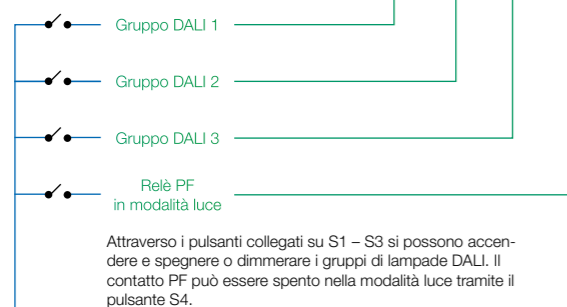 Gruppo DALI 1
Gruppo DALI 2
Gruppo DALI 3
Relè PF
in modalità luce
Attraverso i pulsanti collegati su S1 – S3 si possono accen-
dere e spegnere o dimmerare i gruppi di lampade DALI. Il
contatto PF può essere spento nella modalità luce tramite il
pulsante S4.